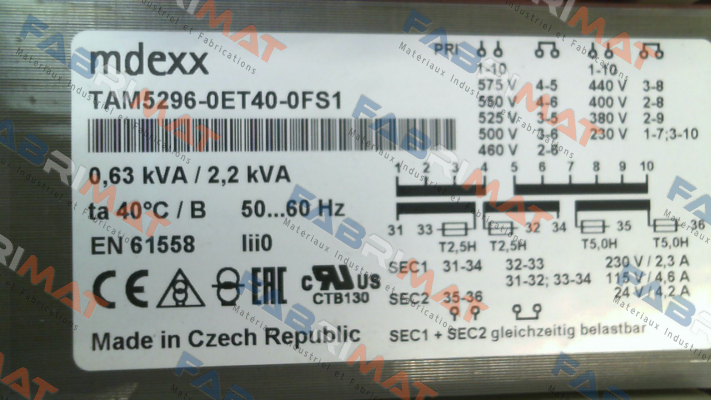 mdexx
TAM5296-0ET40-0FS1
0,63 kVA / 2,2 kVA
ta 40°C / B 50...60 Hz
EN 61558 Iii0
CE EAC c RU US
CTB130
Made in Czech Republic
PRI
1-10 1-10
575 V 4-5 440 V 3-8
550 V 4-6 400 V 2-8
525 V 3-5 380 V 2-9
500 V 3-6 230 V 1-7;3-10
460 V 2-6
1 2 3 4 5 6 7 8 9 10
31 33 32 34 35 36
T2,5H T2,5H T5,0H T5,0H
SEC1 31-34 32-33 230 V / 2,3 A
31-32; 33-34 115 V / 4,6 A
SEC2 35-36 24 V / 4,2 A
SEC1 + SEC2 gleichzeitig belastbar
FABRIMAT
Materiaux Industriel et Fabrications